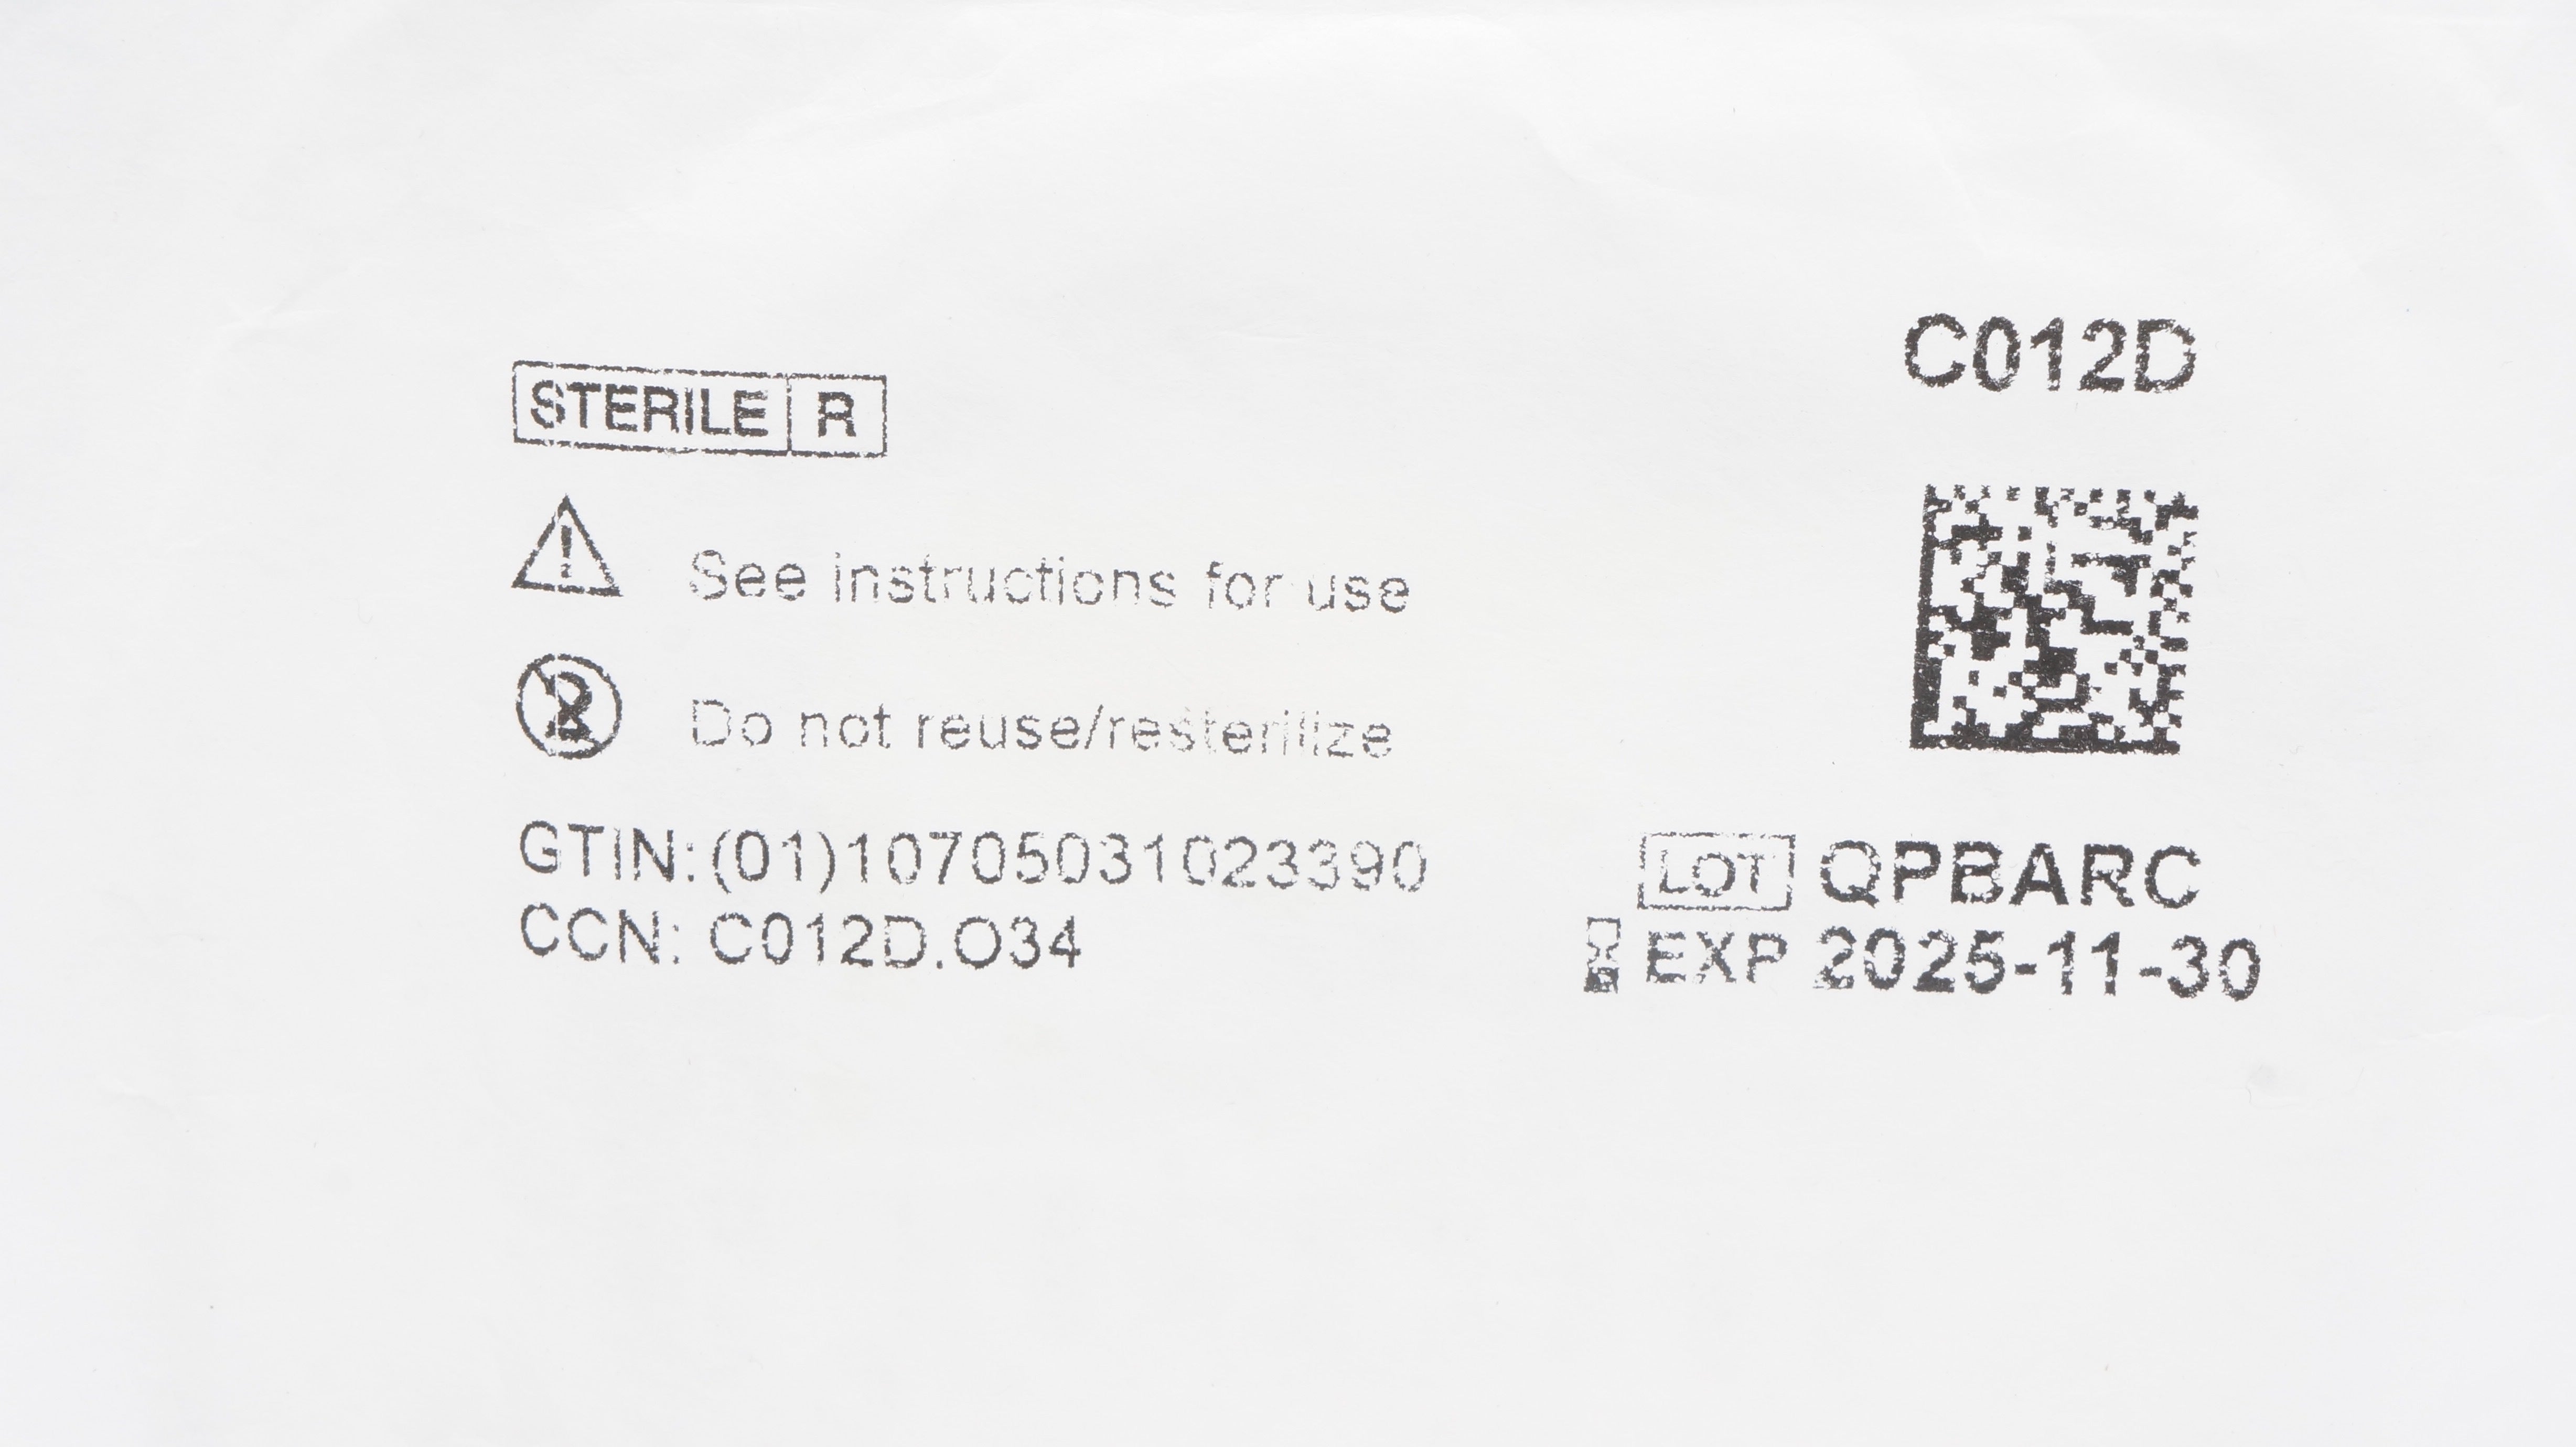 C012D
STERILE R
See instructions for use
2 Do not reuse/resterilize
GTIN:(01)10705031023390
CCN: C012D.O34
LOT QPBARC
EXP 2025-11-30